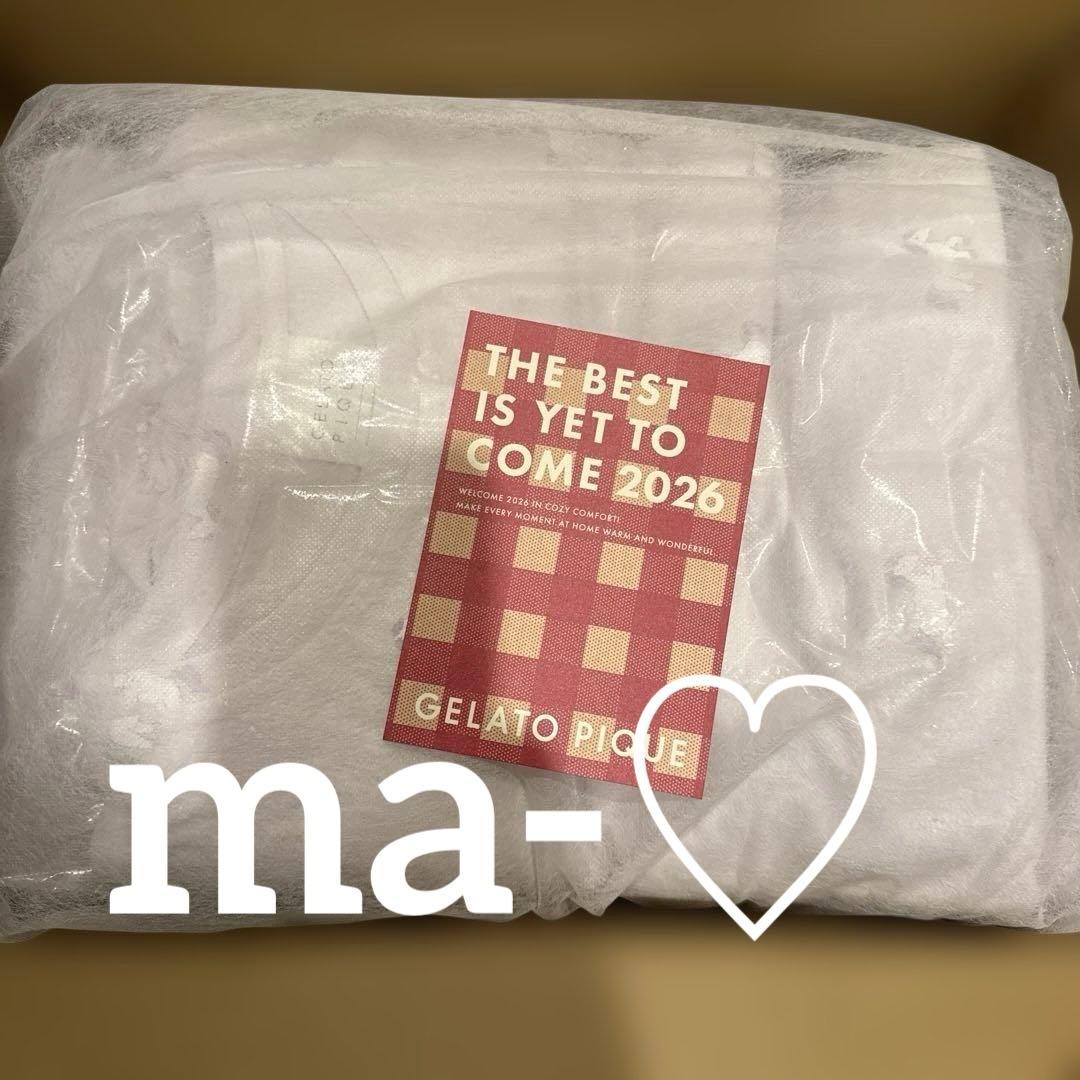 THE BEST
IS YET TO
COME 2026
WELCOME 2026 IN COZY COMFORT!
MAKE EVERY MOMENT AT HOME WARM AND WONDERFUL
GELATO PIQUE
ma-♡